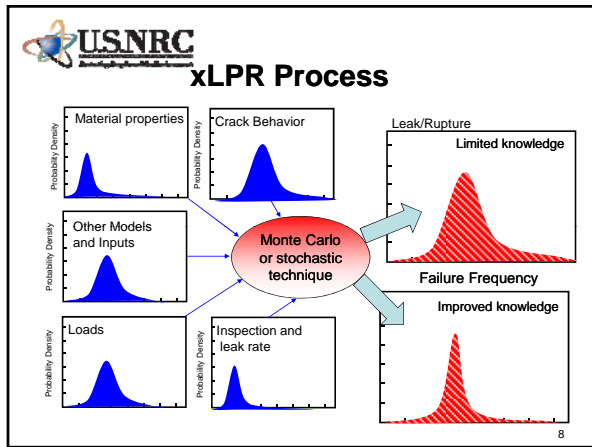 U.S.NRC
xLPR Process
Material properties
Probability Density
Crack Behavior
Probability Density
Leak/Rupture
Limited knowledge
Other Models
and Inputs
Probability Density
Monte Carlo
or stochastic
technique
Failure Frequency
Improved knowledge
Loads
Probability Density
Inspection and
leak rate
Probability Density
8